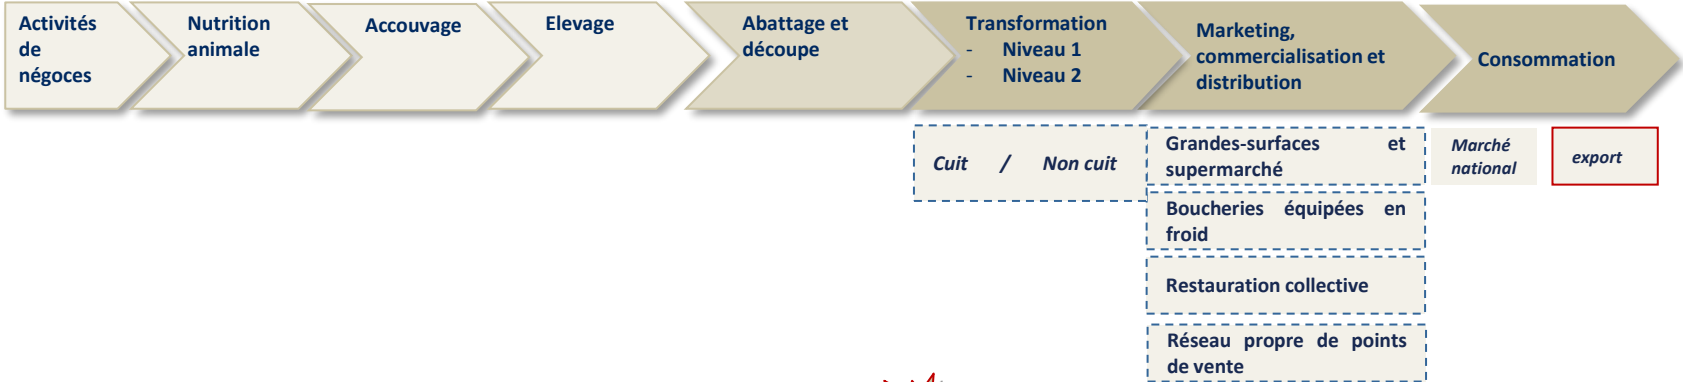 Activités
de
négoces
Nutrition
animale
Accouvage
Elevage
Abattage et
découpe
Transformation
- Niveau 1
- Niveau 2
Marketing,
commercialisation et
distribution
Consommation
Cuit / Non cuit
Grandes-surfaces et
supermarché
Boucheries équipées en
froid
Restauration collective
Réseau propre de points
de vente
Marché
national
export